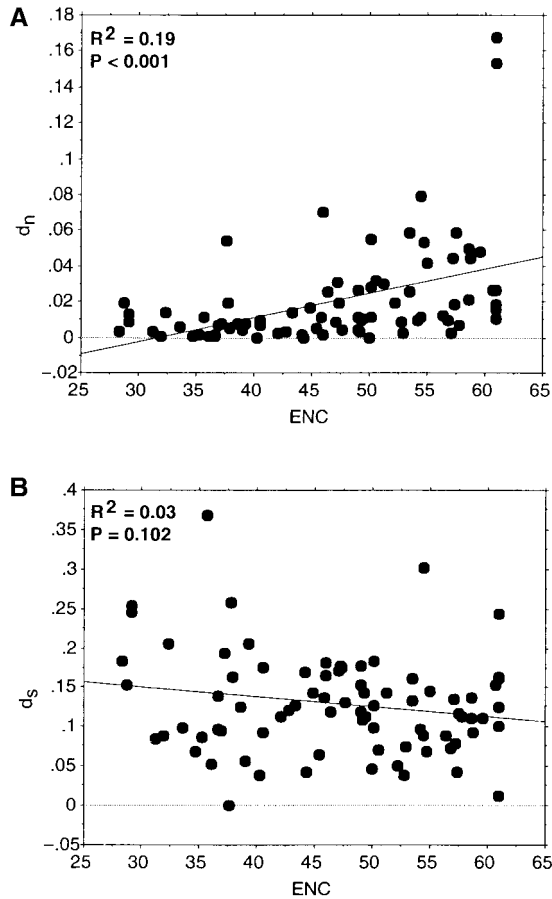 A
R² = 0.19
P < 0.001
.18
.16
.14
.12
.1
.08
.06
.04
.02
0
-.02
dn
25 30 35 40 45 50 55 60 65
ENC
B
R² = 0.03
P = 0.102
.4
.35
.3
.25
.2
.15
.1
.05
0
-.05
ds
25 30 35 40 45 50 55 60 65
ENC